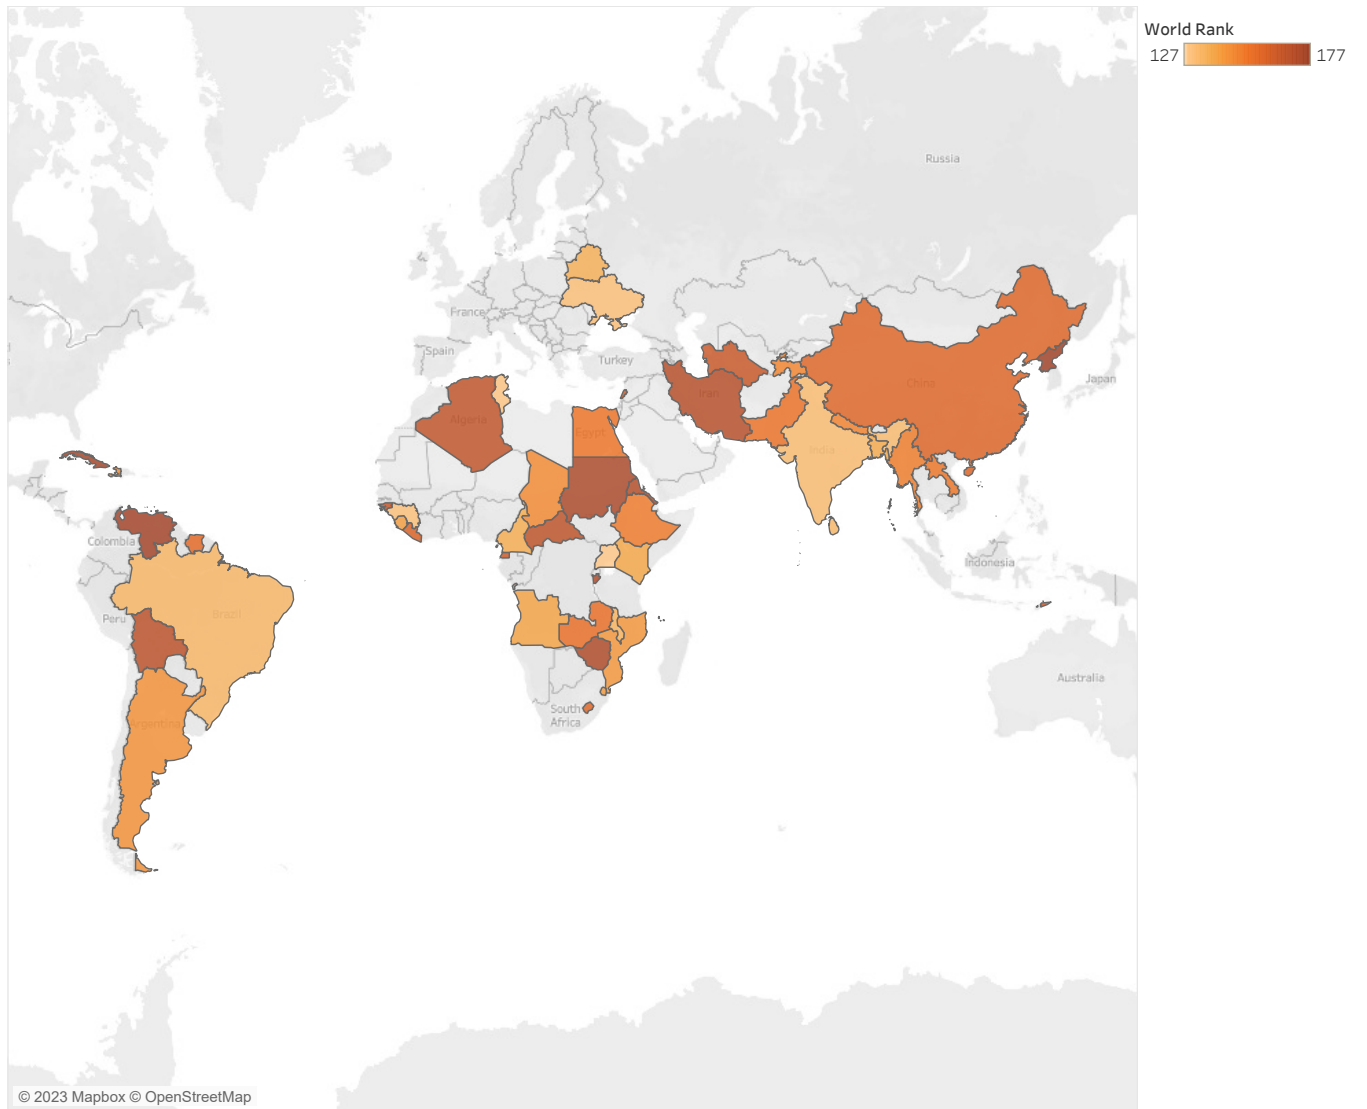 World Rank
127 177
Russia
France
Spain
Turkey
China
Japan
Iran
Algeria
Egypt
India
Colombia
Indonesia
Brazil
Peru
Australia
South
Africa
Argentina
© 2023 Mapbox © OpenStreetMap